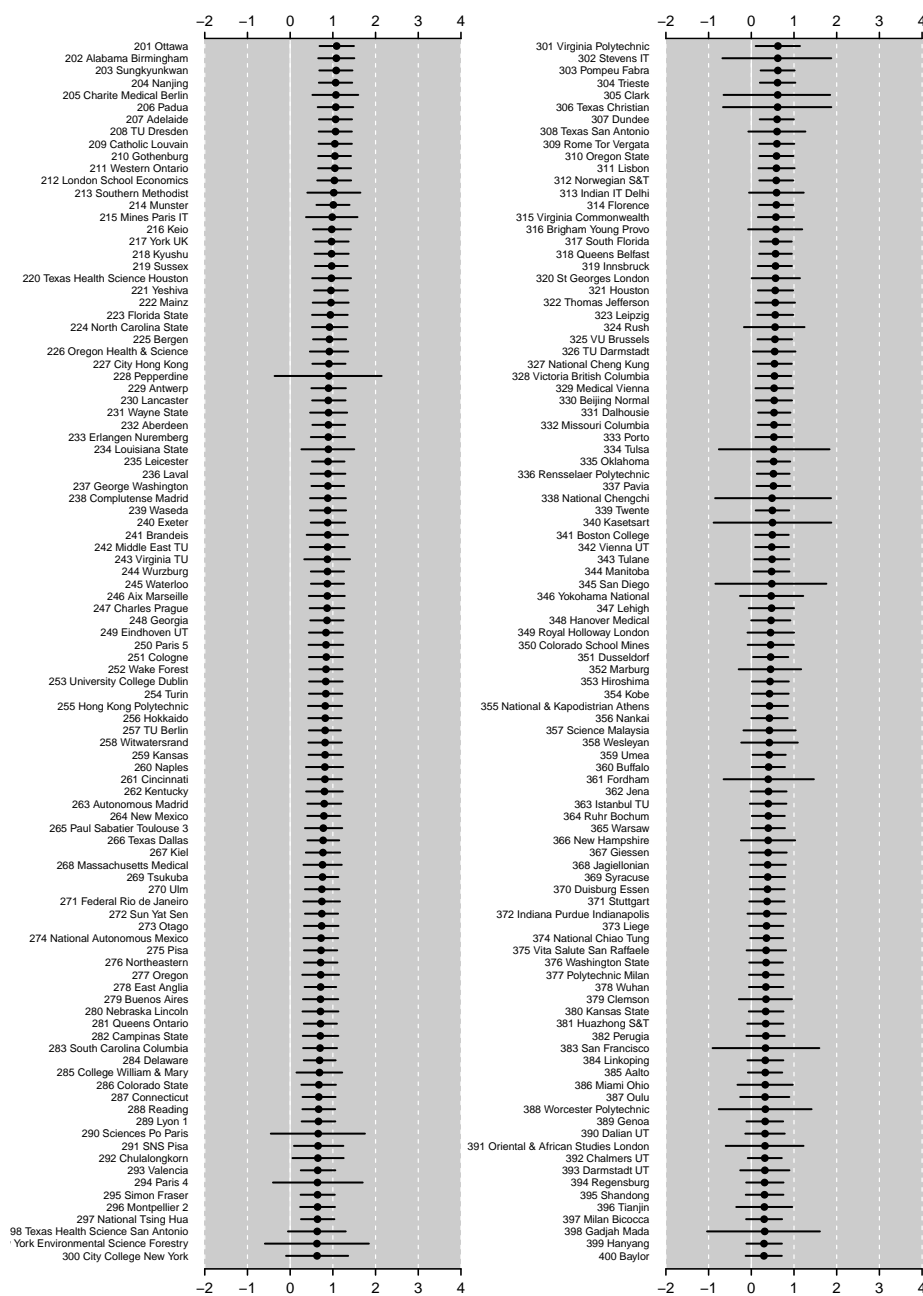 −2 −1 0 1 2 3 4
201 Ottawa
202 Alabama Birmingham
203 Sungkyunkwan
204 Nanjing
205 Charite Medical Berlin
206 Padua
207 Adelaide
208 TU Dresden
209 Catholic Louvain
210 Gothenburg
211 Western Ontario
212 London School Economics
213 Southern Methodist
214 Munster
215 Mines Paris IT
216 Keio
217 York UK
218 Kyushu
219 Sussex
220 Texas Health Science Houston
221 Yeshiva
222 Mainz
223 Florida State
224 North Carolina State
225 Bergen
226 Oregon Health & Science
227 City Hong Kong
228 Pepperdine
229 Antwerp
230 Lancaster
231 Wayne State
232 Aberdeen
233 Erlangen Nuremberg
234 Louisiana State
235 Leicester
236 Laval
237 George Washington
238 Complutense Madrid
239 Waseda
240 Exeter
241 Brandeis
242 Middle East TU
243 Virginia TU
244 Wurzburg
245 Waterloo
246 Aix Marseille
247 Charles Prague
248 Georgia
249 Eindhoven UT
250 Paris 5
251 Cologne
252 Wake Forest
253 University College Dublin
254 Turin
255 Hong Kong Polytechnic
256 Hokkaido
257 TU Berlin
258 Witwatersrand
259 Kansas
260 Naples
261 Cincinnati
262 Kentucky
263 Autonomous Madrid
264 New Mexico
265 Paul Sabatier Toulouse 3
266 Texas Dallas
267 Kiel
268 Massachusetts Medical
269 Tsukuba
270 Ulm
271 Federal Rio de Janeiro
272 Sun Yat Sen
273 Otago
274 National Autonomous Mexico
275 Pisa
276 Northeastern
277 Oregon
278 East Anglia
279 Buenos Aires
280 Nebraska Lincoln
281 Queens Ontario
282 Campinas State
283 South Carolina Columbia
284 Delaware
285 College William & Mary
286 Colorado State
287 Connecticut
288 Reading
289 Lyon 1
290 Sciences Po Paris
291 SNS Pisa
292 Chulalongkorn
293 Valencia
294 Paris 4
295 Simon Fraser
296 Montpellier 2
297 National Tsing Hua
98 Texas Health Science San Antonio
York Environmental Science Forestry
300 City College New York
−2 −1 0 1 2 3 4
−2 −1 0 1 2 3 4
301 Virginia Polytechnic
302 Stevens IT
303 Pompeu Fabra
304 Trieste
305 Clark
306 Texas Christian
307 Dundee
308 Texas San Antonio
309 Rome Tor Vergata
310 Oregon State
311 Lisbon
312 Norwegian S&T
313 Indian IT Delhi
314 Florence
315 Virginia Commonwealth
316 Brigham Young Provo
317 South Florida
318 Queens Belfast
319 Innsbruck
320 St Georges London
321 Houston
322 Thomas Jefferson
323 Leipzig
324 Rush
325 VU Brussels
326 TU Darmstadt
327 National Cheng Kung
328 Victoria British Columbia
329 Medical Vienna
330 Beijing Normal
331 Dalhousie
332 Missouri Columbia
333 Porto
334 Tulsa
335 Oklahoma
336 Rensselaer Polytechnic
337 Pavia
338 National Chengchi
339 Twente
340 Kasetsart
341 Boston College
342 Vienna UT
343 Tulane
344 Manitoba
345 San Diego
346 Yokohama National
347 Lehigh
348 Hanover Medical
349 Royal Holloway London
350 Colorado School Mines
351 Dusseldorf
352 Marburg
353 Hiroshima
354 Kobe
355 National & Kapodistrian Athens
356 Nankai
357 Science Malaysia
358 Wesleyan
359 Umea
360 Buffalo
361 Fordham
362 Jena
363 Istanbul TU
364 Ruhr Bochum
365 Warsaw
366 New Hampshire
367 Giessen
368 Jagiellonian
369 Syracuse
370 Duisburg Essen
371 Stuttgart
372 Indiana Purdue Indianapolis
373 Liege
374 National Chiao Tung
375 Vita Salute San Raffaele
376 Washington State
377 Polytechnic Milan
378 Wuhan
379 Clemson
380 Kansas State
381 Huazhong S&T
382 Perugia
383 San Francisco
384 Linkoping
385 Aalto
386 Miami Ohio
387 Oulu
388 Worcester Polytechnic
389 Genoa
390 Dalian UT
391 Oriental & African Studies London
392 Chalmers UT
393 Darmstadt UT
394 Regensburg
395 Shandong
396 Tianjin
397 Milan Bicocca
398 Gadjah Mada
399 Hanyang
400 Baylor
−2 −1 0 1 2 3 4